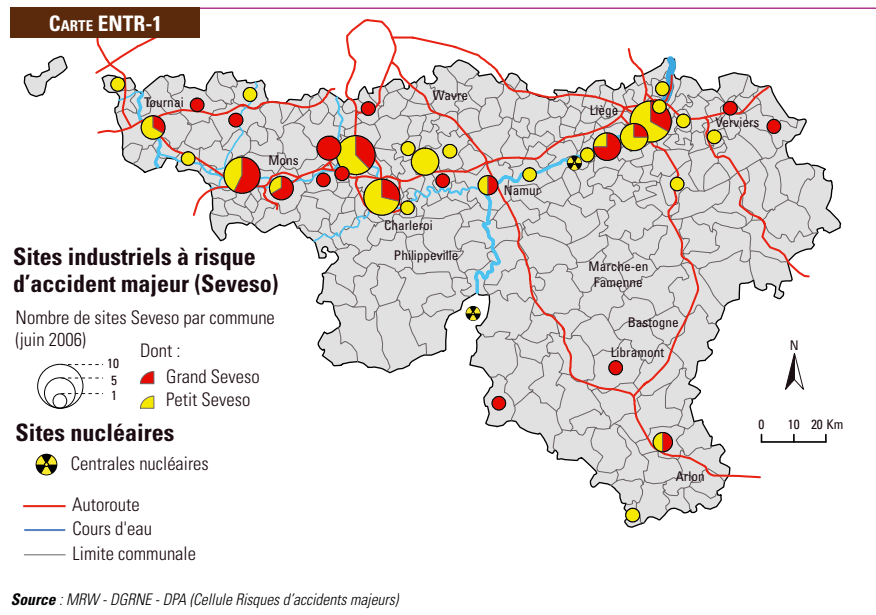 CARTE ENTR-1
Tournai
Wavre
Liège
Verviers
Mons
Namur
Charleroi
Philippeville
Marche-en
Famenne
Bastogne
Libramont
Arlon
Sites industriels à risque
d'accident majeur (Seveso)
Nombre de sites Seveso par commune
(juin 2006)
10
5
1
Dont :
Grand Seveso
Petit Seveso
Sites nucléaires
Centrales nucléaires
Autoroute
Cours d'eau
Limite communale
N
0 10 20 Km
Source : MRW - DGRNE - DPA (Cellule Risques d'accidents majeurs)